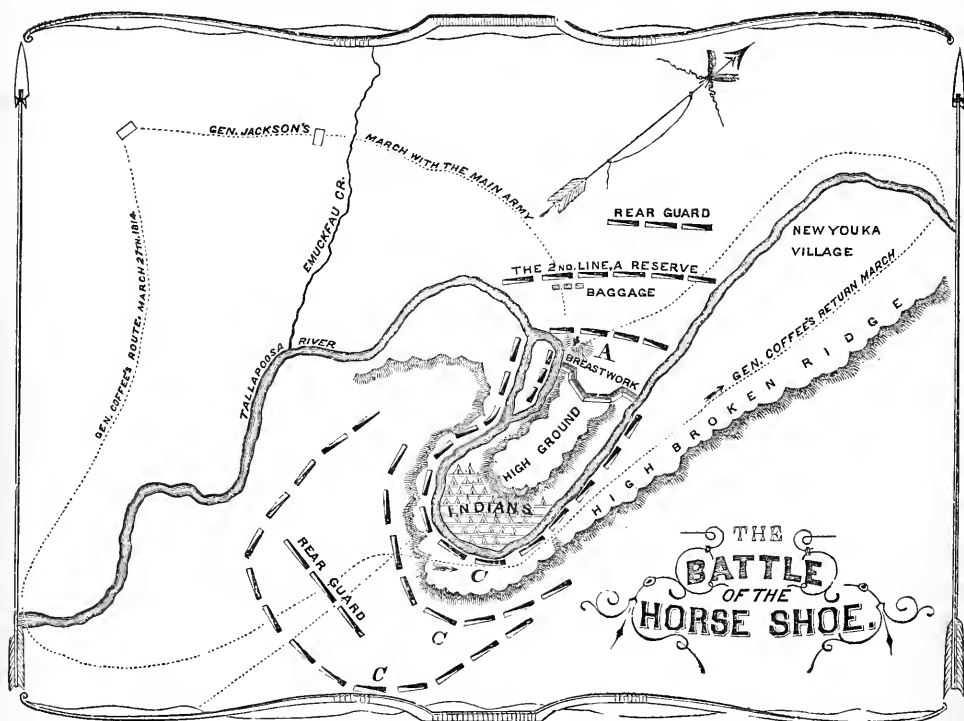 GEN. JACKSON'S
MARCH WITH THE MAIN ARMY
GEN. COFFEE'S ROUTE, MARCH 27TH. 1814.
EMUCKFAU CR.
TALLAPOOSA RIVER
REAR GUARD
THE 2ND. LINE, A RESERVE
BAGGAGE
NEW YOUKA
VILLAGE
A
BREASTWORK
GEN. COFFEE'S RETURN MARCH
HIGH BROKEN RIDGE
HIGH GROUND
INDIANS
REAR GUARD
C
C
C
THE
BATTLE
OF THE
HORSE SHOE.